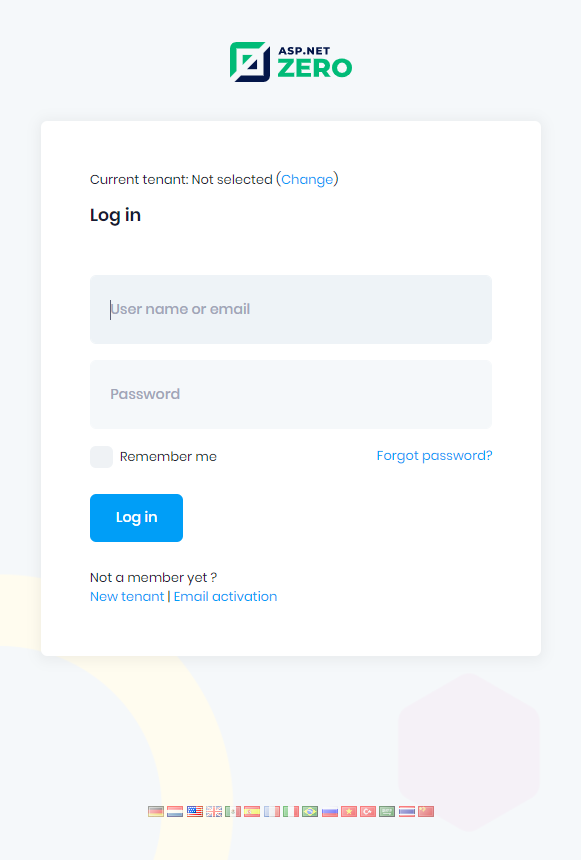 ASP.NET
ZERO
Current tenant: Not selected (Change)
Log in
User name or email
Password
Remember me
Forgot password?
Log in
Not a member yet ?
New tenant | Email activation